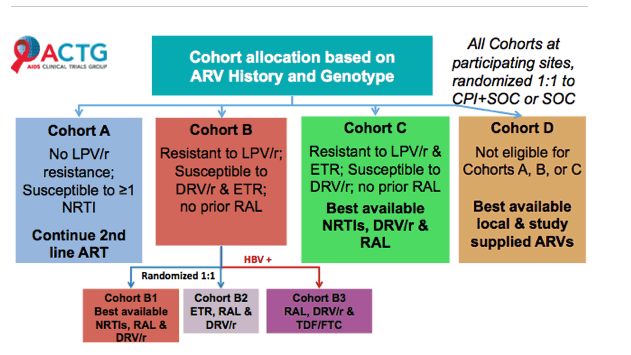 ACTG
AIDS CLINICAL TRIALS GROUP
Cohort allocation based on
ARV History and Genotype
All Cohorts at
participating sites,
randomized 1:1 to
CPI+SOC or SOC
Cohort A
No LPV/r
resistance;
Susceptible to ≥1
NRTI
Continue 2nd
line ART
Cohort B
Resistant to LPV/r;
Susceptible to
DRV/r & ETR;
no prior RAL
Cohort C
Resistant to LPV/r &
ETR; Susceptible to
DRV/r; no prior RAL
Best available
NRTIs, DRV/r &
RAL
Cohort D
Not eligible for
Cohorts A, B, or C
Best available
local & study
supplied ARVs
HBV +
Randomized 1:1
Cohort B1
Best available
NRTIs, RAL &
DRV/r
Cohort B2
ETR, RAL &
DRV/r
Cohort B3
RAL, DRV/r &
TDF/FTC